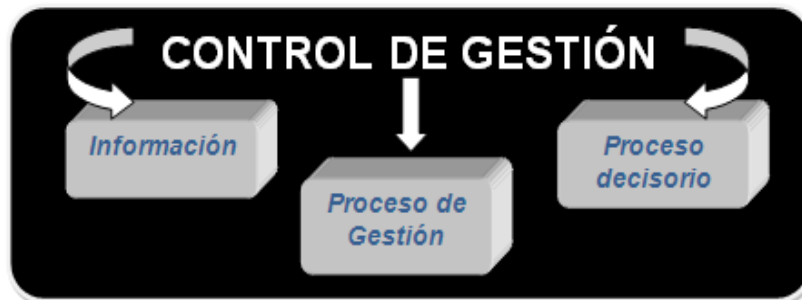 CONTROL DE GESTIÓN
Información
Proceso de
Gestión
Proceso
decisorio